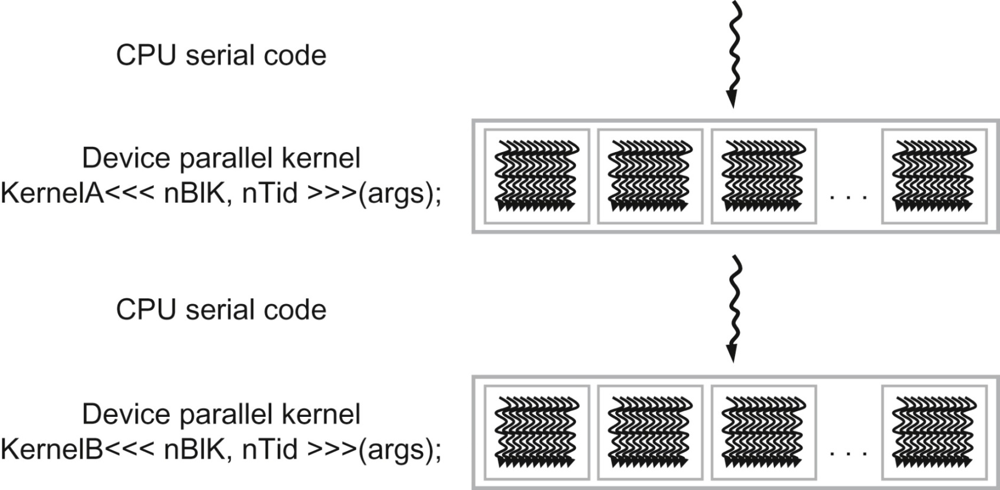 CPU serial code
Device parallel kernel
KernelA<<< nBlK, nTid >>>(args);
. . .
CPU serial code
Device parallel kernel
KernelB<<< nBlK, nTid >>>(args);
. . .